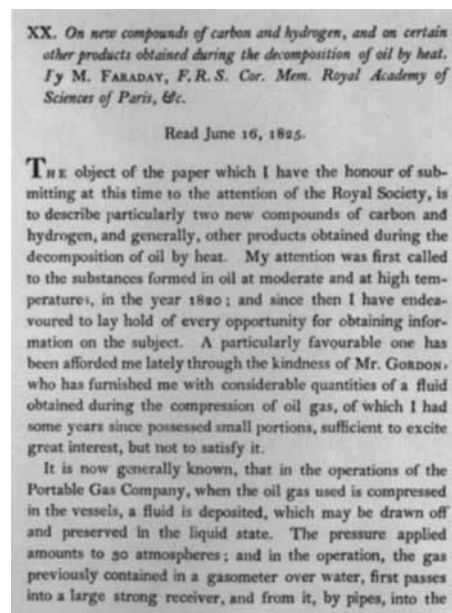 XX. On new compounds of carbon and hydrogen, and on certain
other products obtained during the decomposition of oil by heat.
By M. FARADAY, F. R. S. Cor. Mem. Royal Academy of
Sciences of Paris, &c.
Read June 16, 1825.
THE object of the paper which I have the honour of sub-
mitting at this time to the attention of the Royal Society, is
to describe particularly two new compounds of carbon and
hydrogen, and generally, other products obtained during the
decomposition of oil by heat. My attention was first called
to the substances formed in oil at moderate and at high tem-
peratures, in the year 1820; and since then I have endea-
voured to lay hold of every opportunity for obtaining infor-
mation on the subject. A particularly favourable one has
been afforded me lately through the kindness of Mr. GORDON,
who has furnished me with considerable quantities of a fluid
obtained during the compression of oil gas, of which I had
some years since possessed small portions, sufficient to excite
great interest, but not to satisfy it.
It is now generally known, that in the operations of the
Portable Gas Company, when the oil gas used is compressed
in the vessels, a fluid is deposited, which may be drawn off
and preserved in the liquid state. The pressure applied
amounts to 30 atmospheres; and in the operation, the gas
previously contained in a gasometer over water, first passes
into a large strong receiver, and from it, by pipes, into the